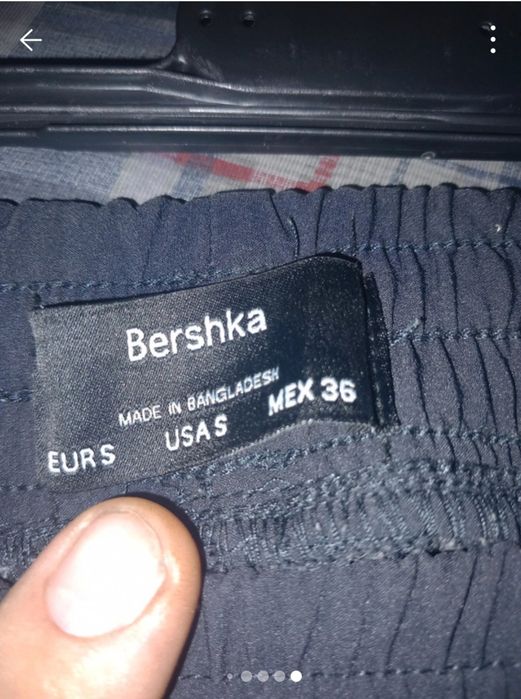 Bershka
MADE IN BANGLADESH
EUR S
USA S
MEX 36